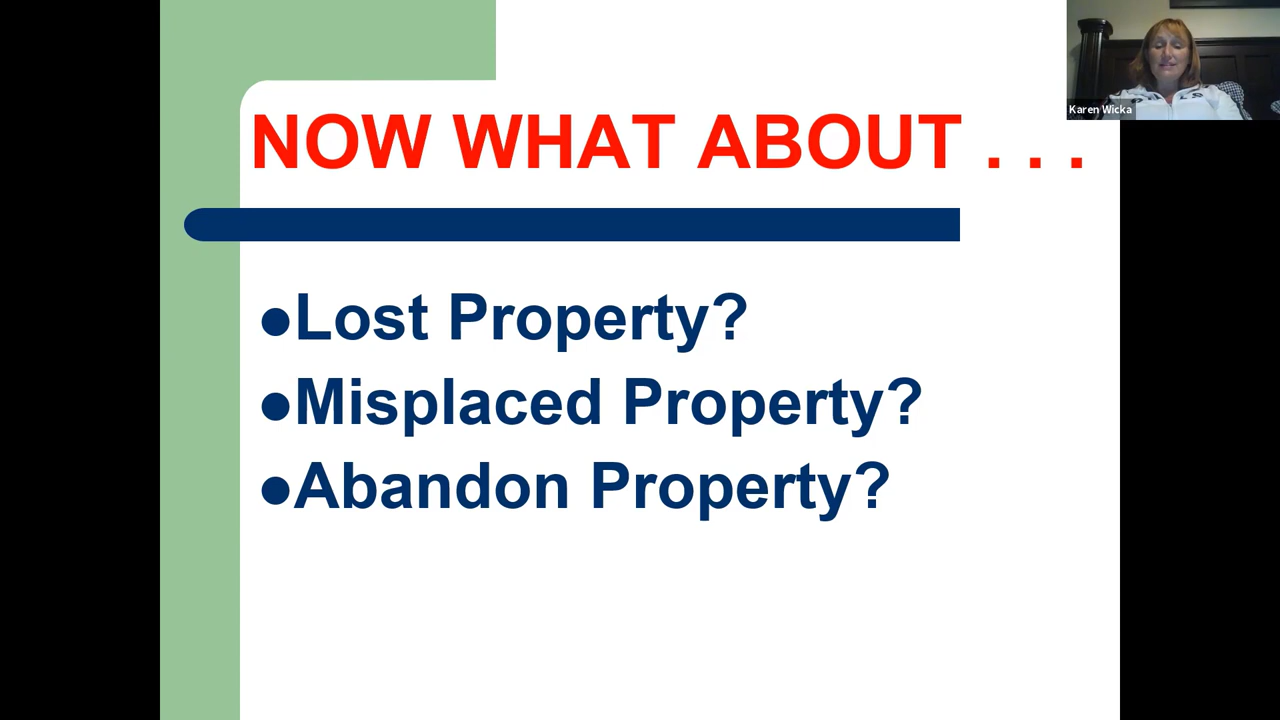 NOW WHAT ABOUT . . .
●Lost Property?
●Misplaced Property?
●Abandon Property?
Karen Wicka